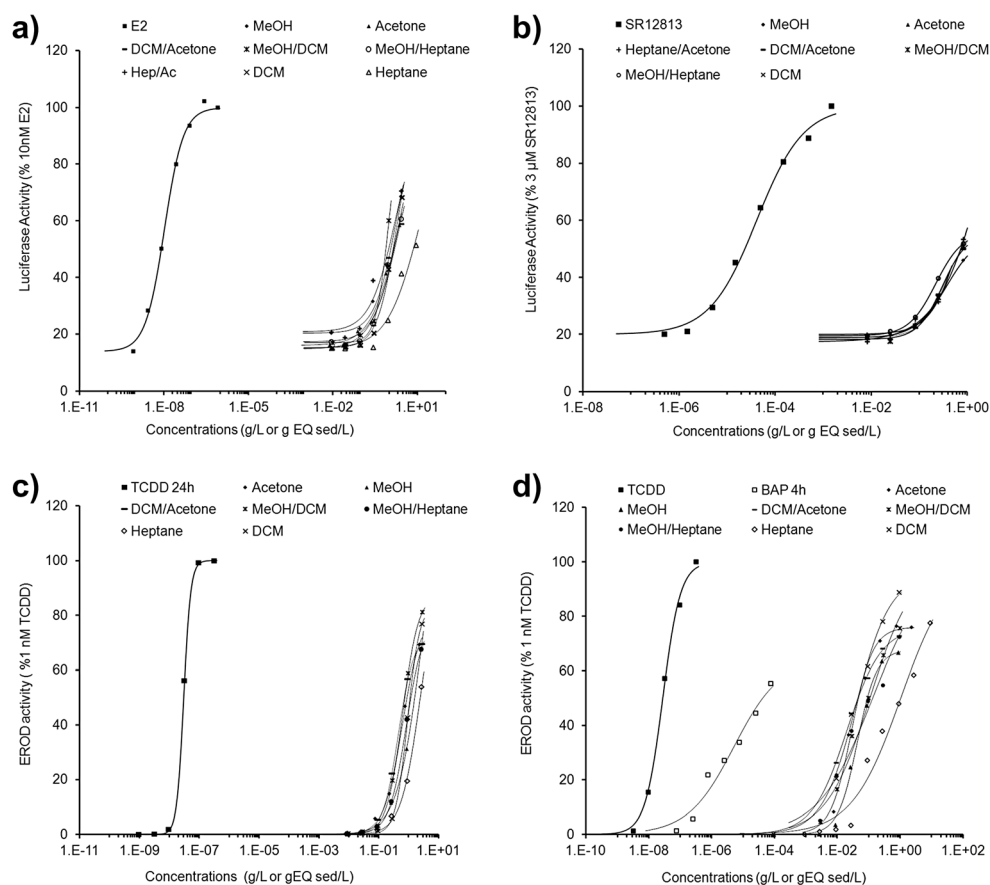 a)
E2 MeOH Acetone
DCM/Acetone MeOH/DCM MeOH/Heptane
Hep/Ac DCM Heptane
120
100
80
60
40
20
0
Luciferase Activity (% 10nM E2)
1.E-11 1.E-08 1.E-05 1.E-02 1.E+01
Concentrations (g/L or g EQ sed/L)
b)
SR12813 MeOH Acetone
Heptane/Acetone DCM/Acetone MeOH/DCM
MeOH/Heptane DCM
120
100
80
60
40
20
0
Luciferase Activity (% 3 µM SR12813)
1.E-08 1.E-06 1.E-04 1.E-02 1.E+00
Concentrations (g/L or g EQ sed/L)
c)
TCDD 24h Acetone MeOH
DCM/Acetone MeOH/DCM MeOH/Heptane
Heptane DCM
120
100
80
60
40
20
0
EROD activity ( %1 nM TCDD)
1.E-11 1.E-09 1.E-07 1.E-05 1.E-03 1.E-01 1.E+01
Concentrations (g/L or gEQ sed/L)
d)
TCDD BAP 4h Acetone
MeOH DCM/Acetone MeOH/DCM
MeOH/Heptane Heptane DCM
120
100
80
60
40
20
0
EROD activity (% 1 nM TCDD)
1.E-10 1.E-08 1.E-06 1.E-04 1.E-02 1.E+00 1.E+02
Concentrations (g/L or gEQ sed/L)